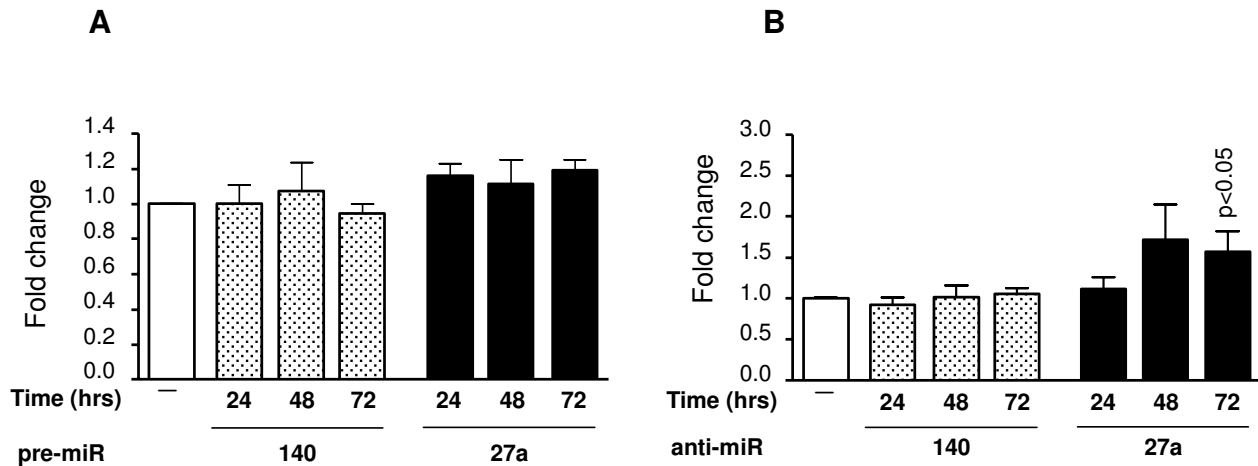 A
Fold change
1.4
1.2
1.0
0.8
0.6
0.4
0.2
0.0
Time (hrs) – 24 48 72 24 48 72
pre-miR 140 27a
B
Fold change
3.0
2.5
2.0
1.5
1.0
0.5
0.0
p<0.05
Time (hrs) – 24 48 72 24 48 72
anti-miR 140 27a